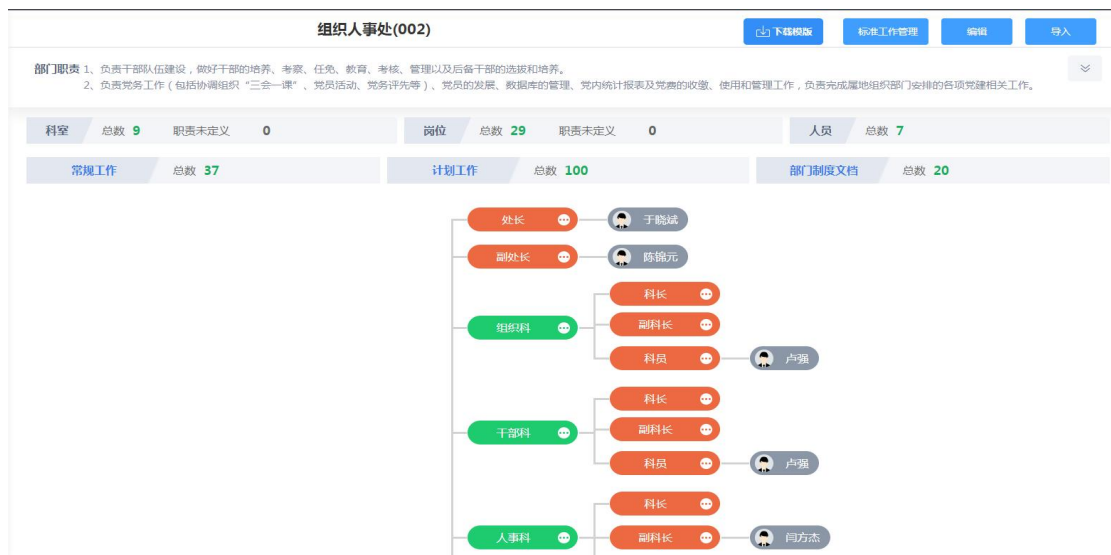 组织人事处(002)
下载模版
标准工作管理
编辑
导入
部门职责 1、负责干部队伍建设，做好干部的培养、考察、任免、教育、考核、管理以及后备干部的选拔和培养。
2、负责党务工作（包括协调组织“三会一课”、党员活动、党务评先等）、党员的发展、数据库的管理、党内统计报表及党费的收缴、使用和管理工作，负责完成属地组织部门安排的各项党建相关工作。
科室 总数 9 职责未定义 0
岗位 总数 29 职责未定义 0
人员 总数 7
常规工作 总数 37
计划工作 总数 100
部门制度文档 总数 20
处长 于晓斌
副处长 陈锦元
组织科
科长
副科长
科员 卢强
干部科
科长
副科长
科员 卢强
人事科
科长
副科长 闫方杰